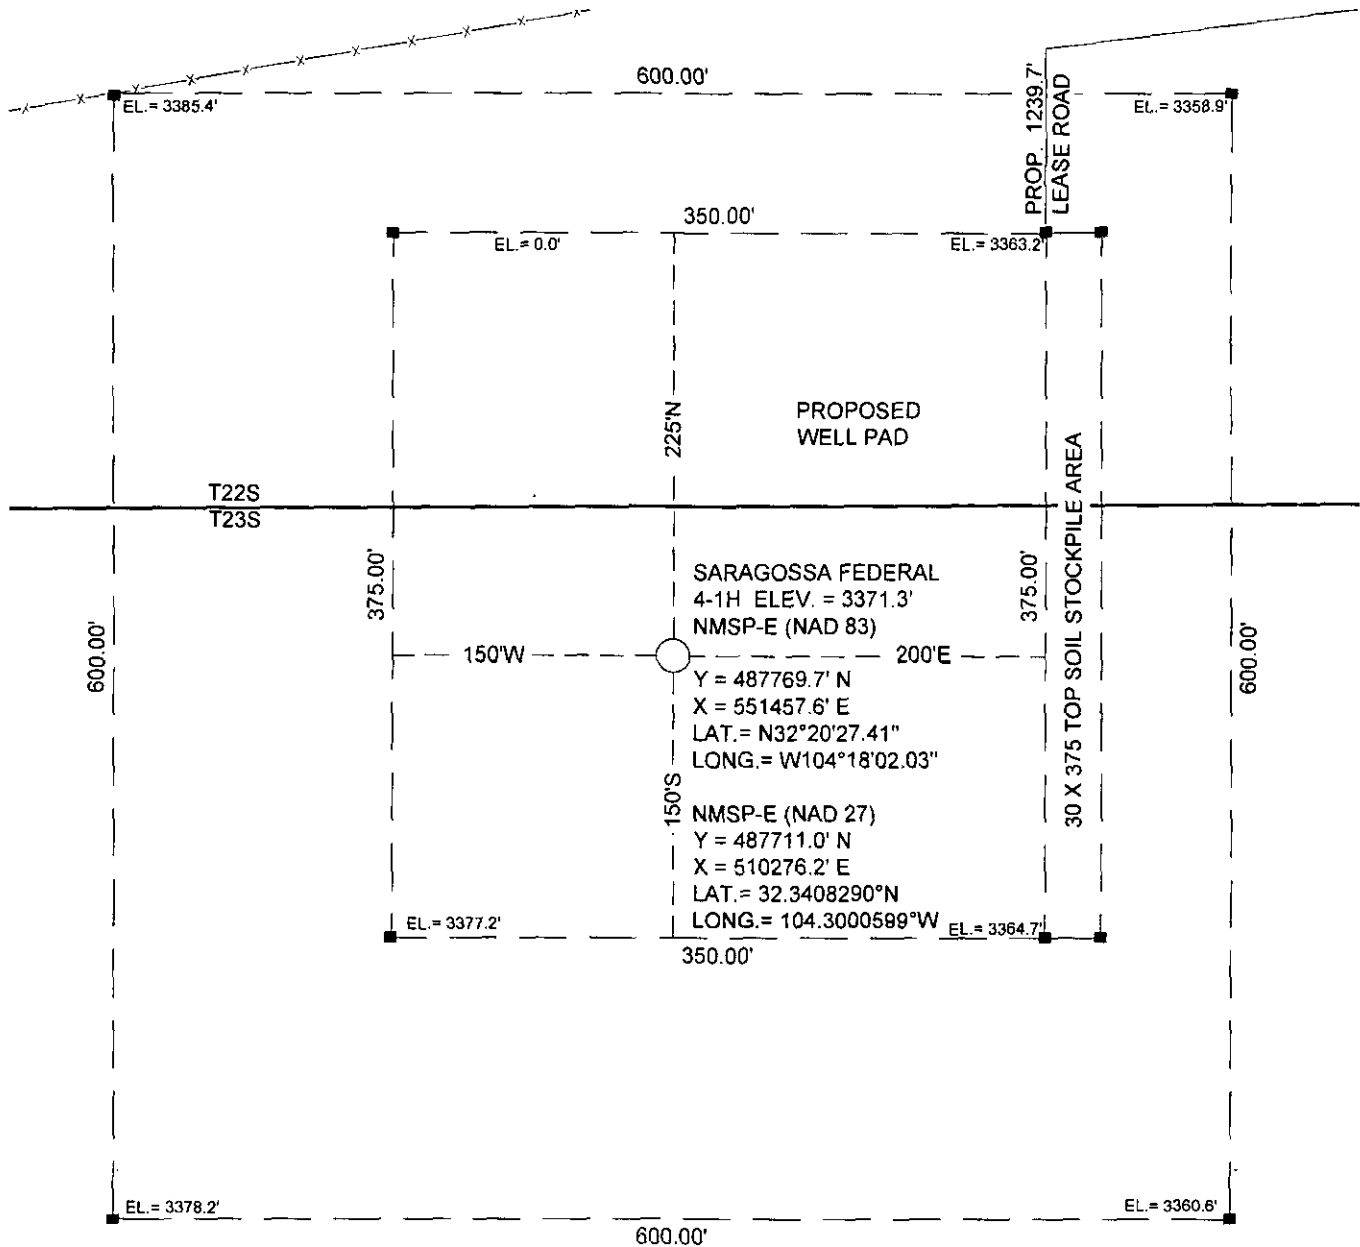 600.00'
EL.= 3385.4'
EL.= 3358.9'
PROP. 1239.7'
LEASE ROAD
350.00'
EL.= 0.0'
EL.= 3363.2'
225'N
PROPOSED
WELL PAD
T22S
T23S
375.00'
SARAGOSSA FEDERAL
4-1H ELEV. = 3371.3'
NMSP-E (NAD 83)
375.00'
30 X 375 TOP SOIL STOCKPILE AREA
600.00'
150'W
200'E
600.00'
Y = 487769.7' N
X = 551457.6' E
LAT.= N32°20'27.41"
LONG.= W104°18'02.03"
150'S
NMSP-E (NAD 27)
Y = 487711.0' N
X = 510276.2' E
LAT.= 32.3408290°N
LONG.= 104.3000599°W
EL.= 3377.2'
EL.= 3364.7'
350.00'
EL.= 3378.2'
EL.= 3360.6'
600.00'